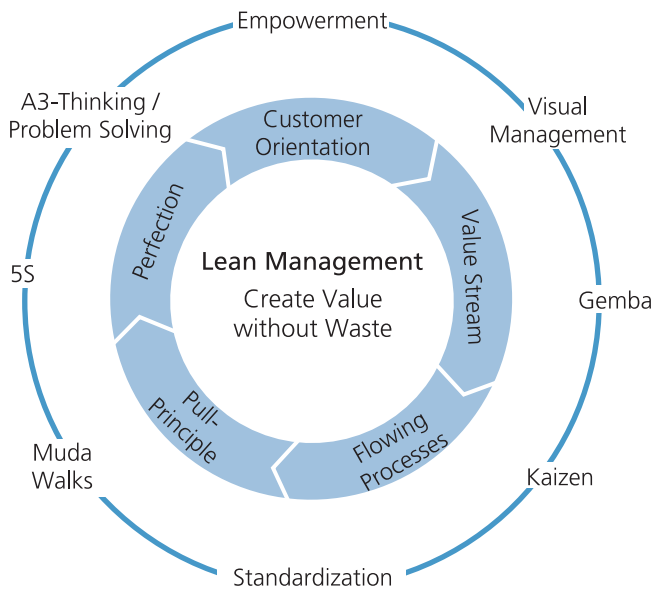 Empowerment
A3-Thinking /
Problem Solving
Visual
Management
Customer
Orientation
Perfection
Value Stream
Lean Management
Create Value
without Waste
5S
Gemba
Pull-
Principle
Flowing
Processes
Muda
Walks
Kaizen
Standardization